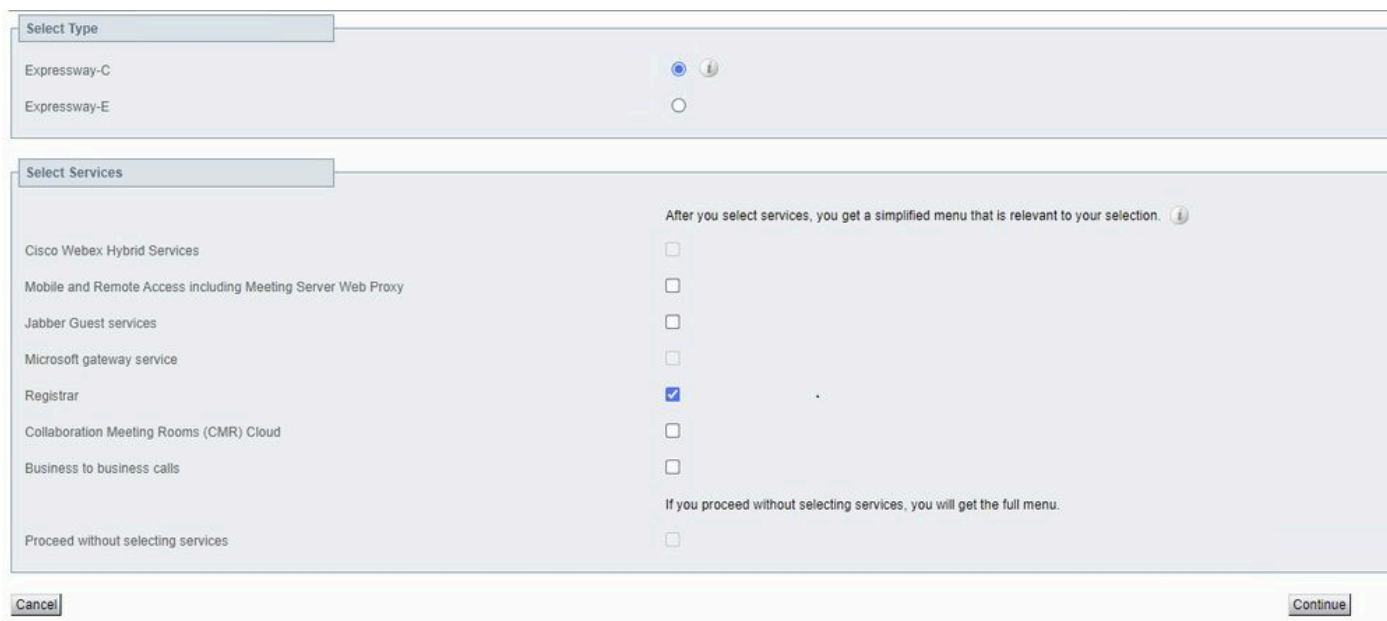 Select Type
Expressway-C
Expressway-E
Select Services
After you select services, you get a simplified menu that is relevant to your selection.
Cisco Webex Hybrid Services
Mobile and Remote Access including Meeting Server Web Proxy
Jabber Guest services
Microsoft gateway service
Registrar
Collaboration Meeting Rooms (CMR) Cloud
Business to business calls
If you proceed without selecting services, you will get the full menu.
Proceed without selecting services
Cancel
Continue